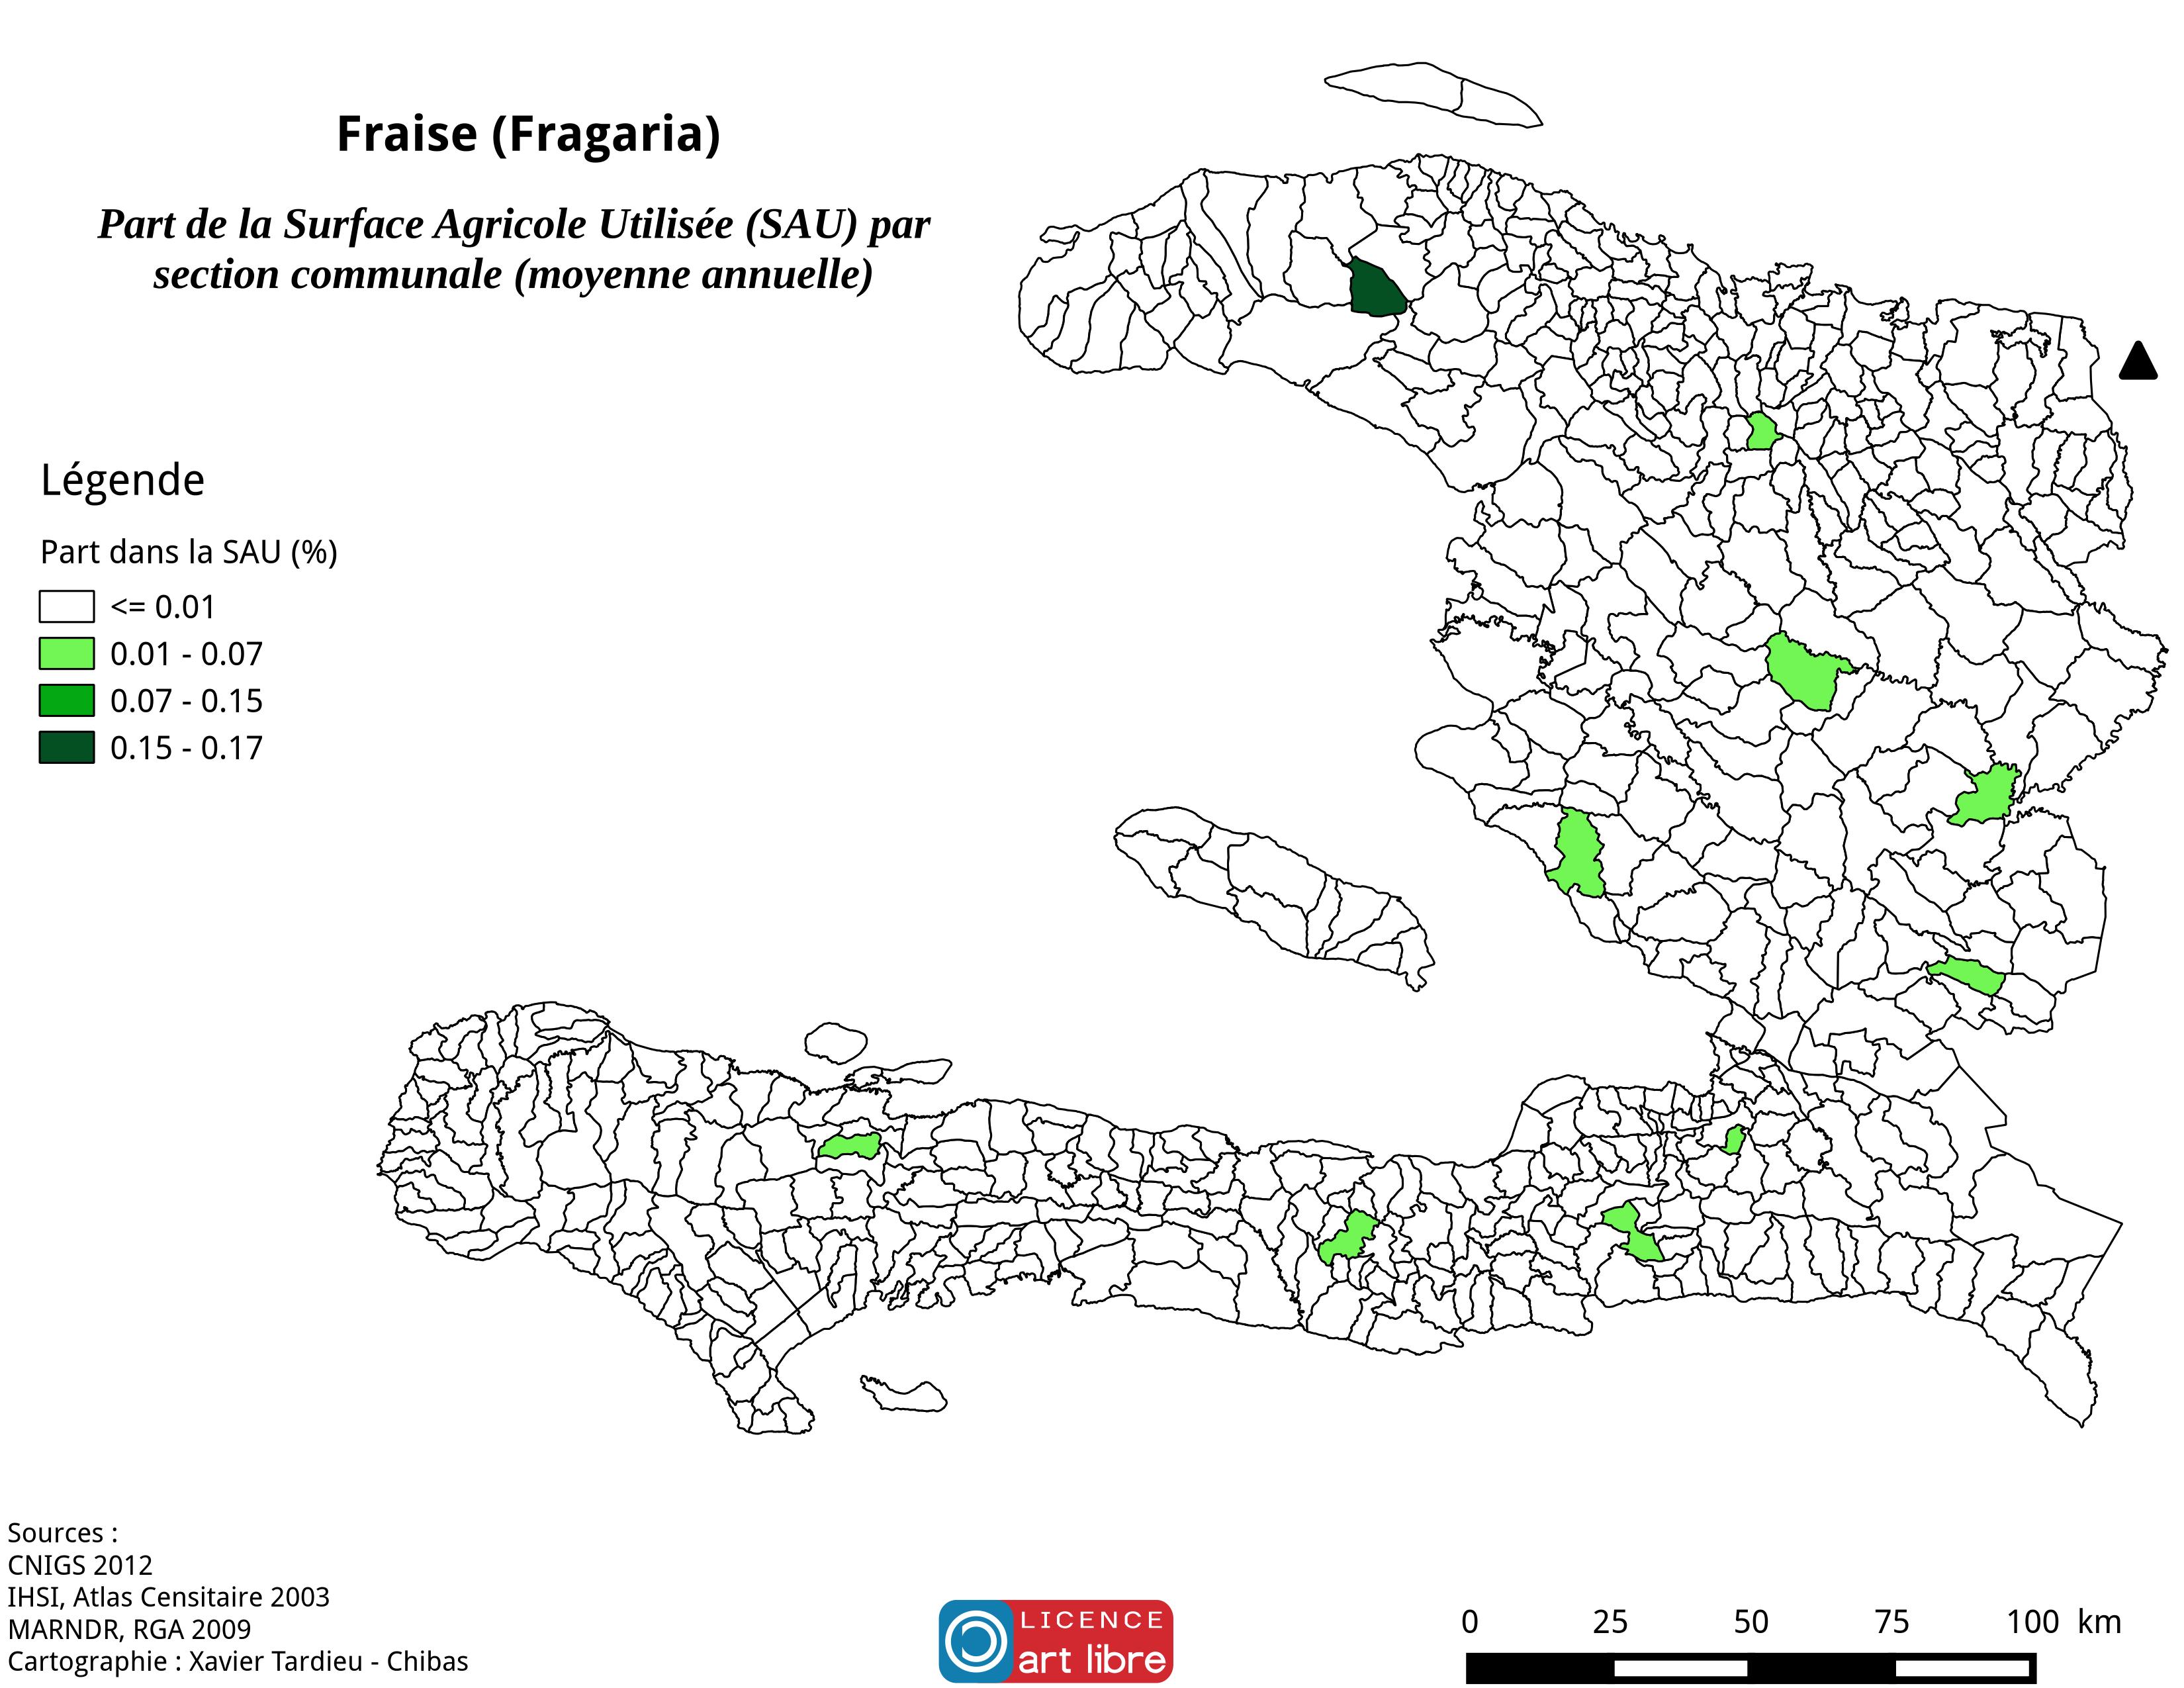 Fraise (Fragaria)
Part de la Surface Agricole Utilisée (SAU) par
section communale (moyenne annuelle)
Légende
Part dans la SAU (%)
<= 0.01
0.01 - 0.07
0.07 - 0.15
0.15 - 0.17
Sources :
CNIGS 2012
IHSI, Atlas Censitaire 2003
MARNDR, RGA 2009
Cartographie : Xavier Tardieu - Chibas
LICENCE
art libre
0 25 50 75 100 km